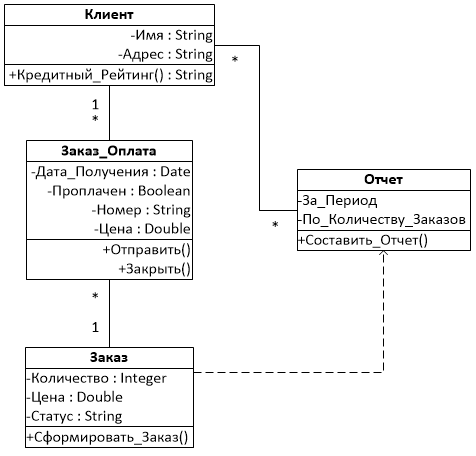 Клиент
-Имя : String
-Адрес : String
+Кредитный_Рейтинг() : String
*
1
*
Заказ_Оплата
-Дата_Получения : Date
-Проплачен : Boolean
-Номер : String
-Цена : Double
+Отправить()
+Закрыть()
Отчет
-За_Период
-По_Количеству_Заказов
+Составить_Отчет()
*
*
1
Заказ
-Количество : Integer
-Цена : Double
-Статус : String
+Сформировать_Заказ()